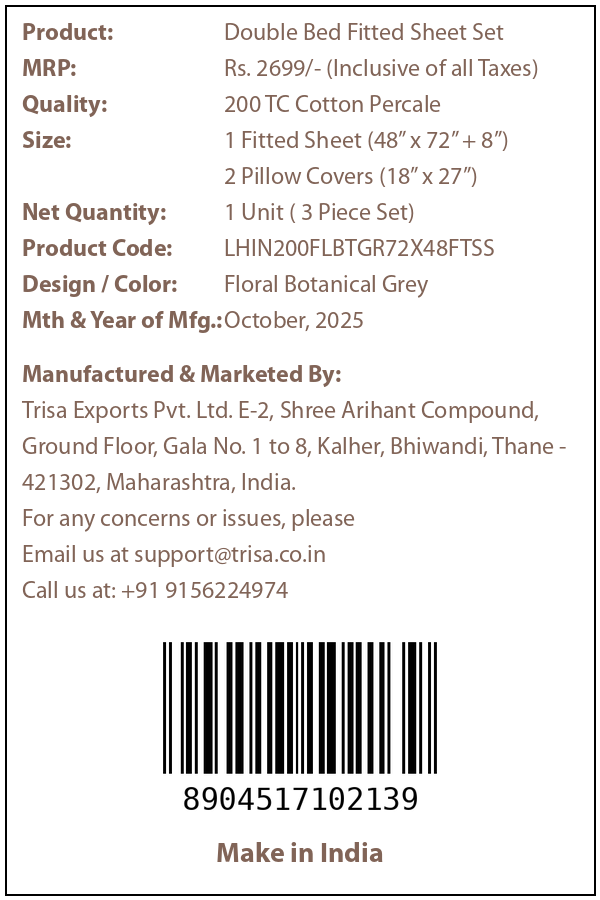 Product: Double Bed Fitted Sheet Set
MRP: Rs. 2699/- (Inclusive of all Taxes)
Quality: 200 TC Cotton Percale
Size: 1 Fitted Sheet (48” x 72” + 8”)
2 Pillow Covers (18” x 27”)
Net Quantity: 1 Unit ( 3 Piece Set)
Product Code: LHIN200FLBTGR72X48FTSS
Design / Color: Floral Botanical Grey
Mth & Year of Mfg.: October, 2025
Manufactured & Marketed By:
Trisa Exports Pvt. Ltd. E-2, Shree Arihant Compound,
Ground Floor, Gala No. 1 to 8, Kalher, Bhiwandi, Thane -
421302, Maharashtra, India.
For any concerns or issues, please
Email us at support@trisa.co.in
Call us at: +91 9156224974
8904517102139
Make in India